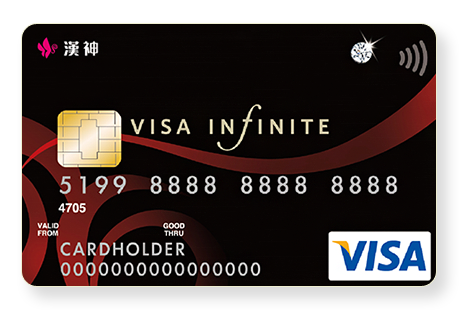 漢神
VISA INFINITE
5199 8888 8888 8888
4705
VALID FROM GOOD THRU
CARDHOLDER
0000000000000000
VISA